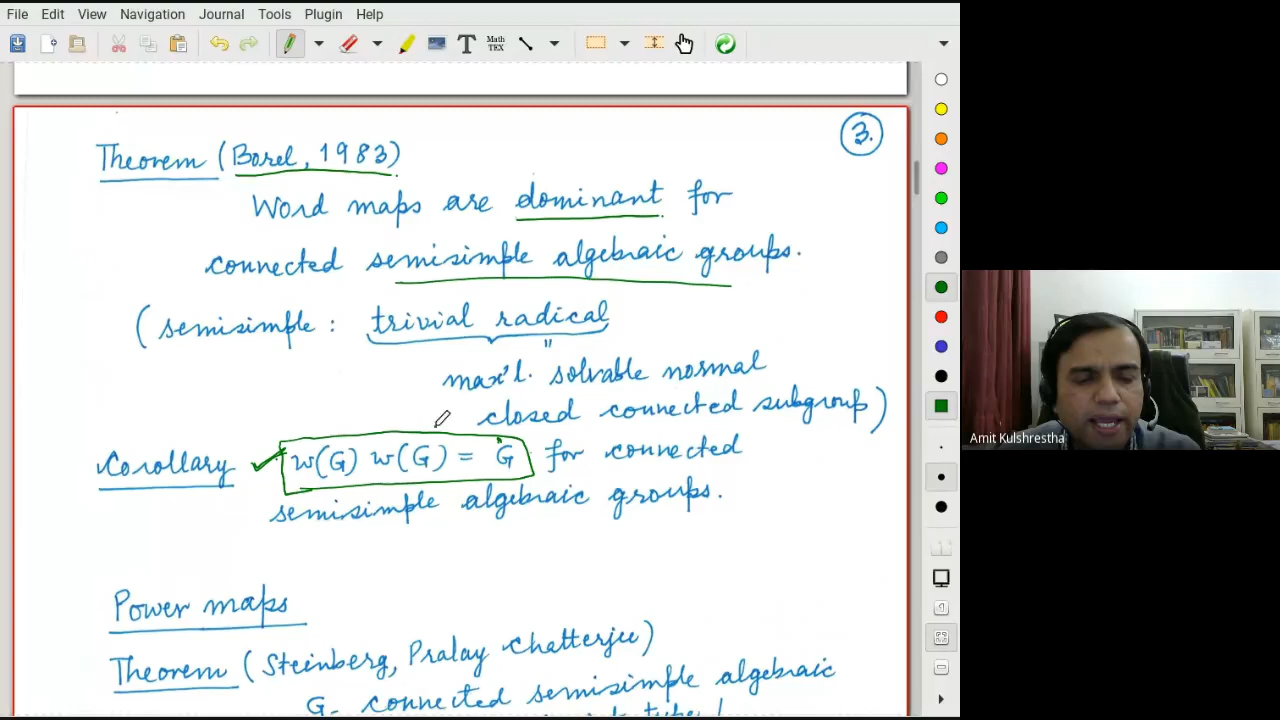 File Edit View Navigation Journal Tools Plugin Help
T Math TEX
3.
Theorem (Borel, 1983)
Word maps are dominant for
connected semisimple algebraic groups.
(semisimple : trivial radical
"
max'l. solvable normal
closed connected subgroup)
Corollary w(G) w(G) = G for connected
semisimple algebraic groups.
Power maps
Theorem (Steinberg, Pralay Chatterjee)
G- connected semisimple algebraic
Amit Kulshrestha